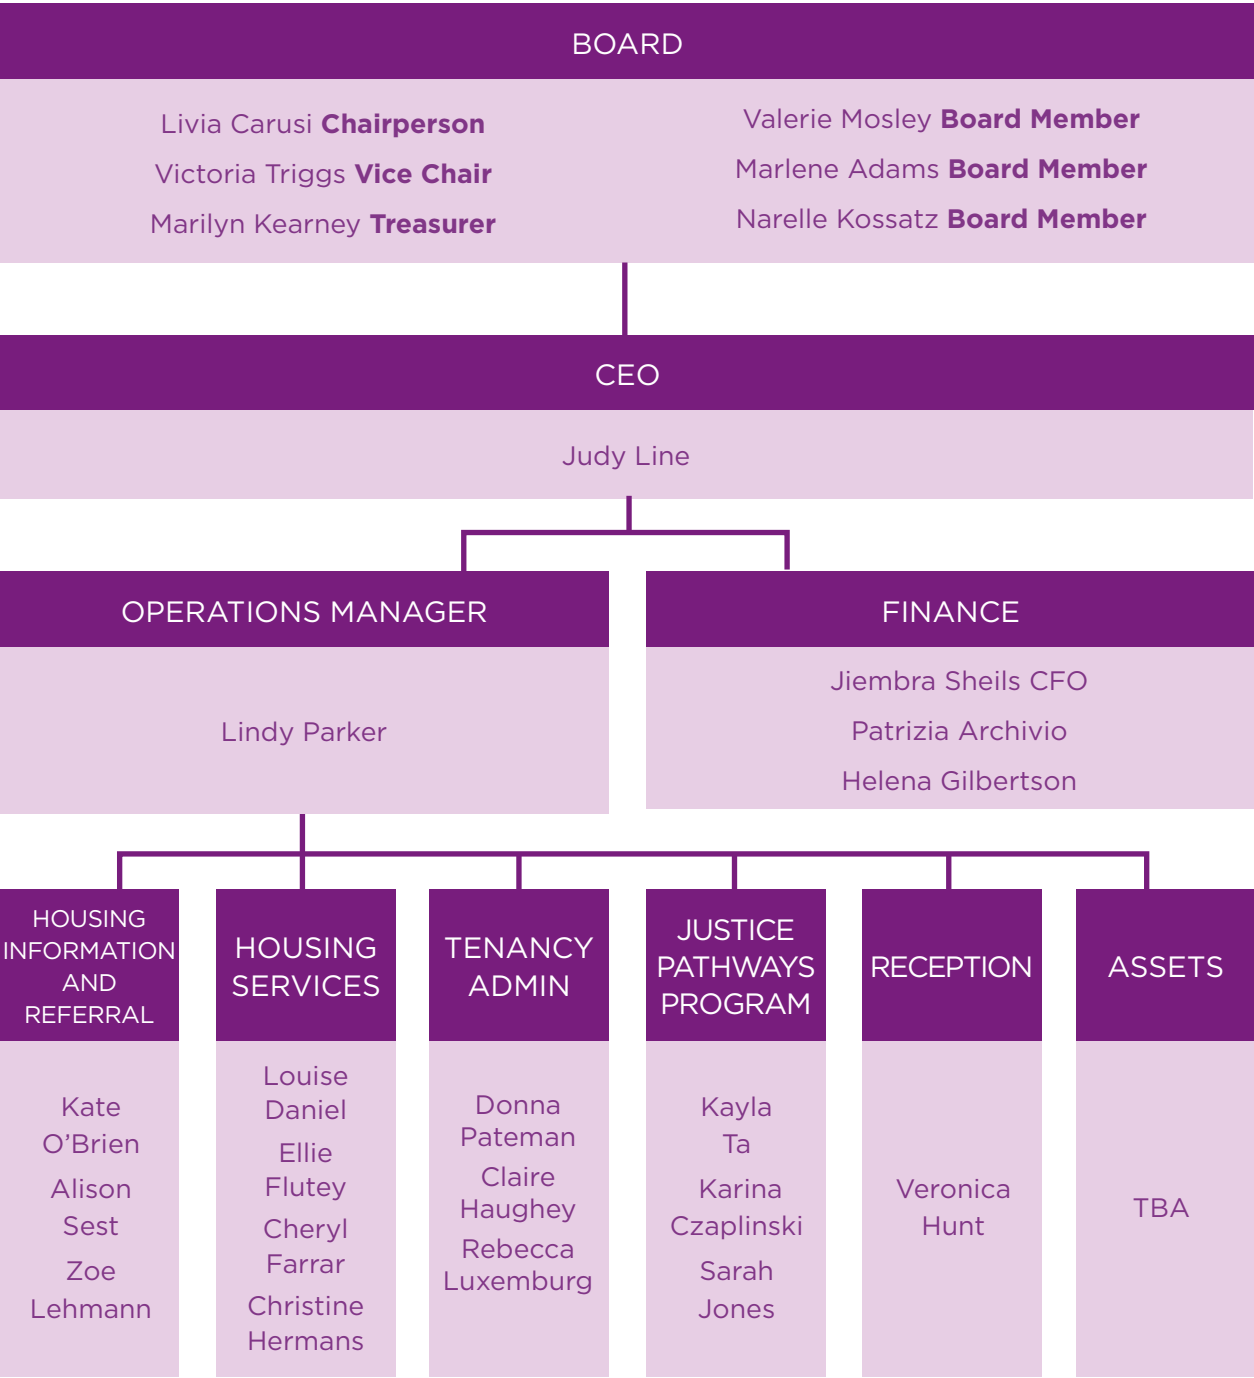 BOARD
Livia Carusi Chairperson
Victoria Triggs Vice Chair
Marilyn Kearney Treasurer
Valerie Mosley Board Member
Marlene Adams Board Member
Narelle Kossatz Board Member
CEO
Judy Line
OPERATIONS MANAGER
Lindy Parker
FINANCE
Jiembra Sheils CFO
Patrizia Archivio
Helena Gilbertson
HOUSING
INFORMATION
AND
REFERRAL
Kate
O’Brien
Alison
Sest
Zoe
Lehmann
HOUSING
SERVICES
Louise
Daniel
Ellie
Flutey
Cheryl
Farrar
Christine
Hermans
TENANCY
ADMIN
Donna
Pateman
Claire
Haughey
Rebecca
Luxemburg
JUSTICE
PATHWAYS
PROGRAM
Kayla
Ta
Karina
Czaplinski
Sarah
Jones
RECEPTION
Veronica
Hunt
ASSETS
TBA